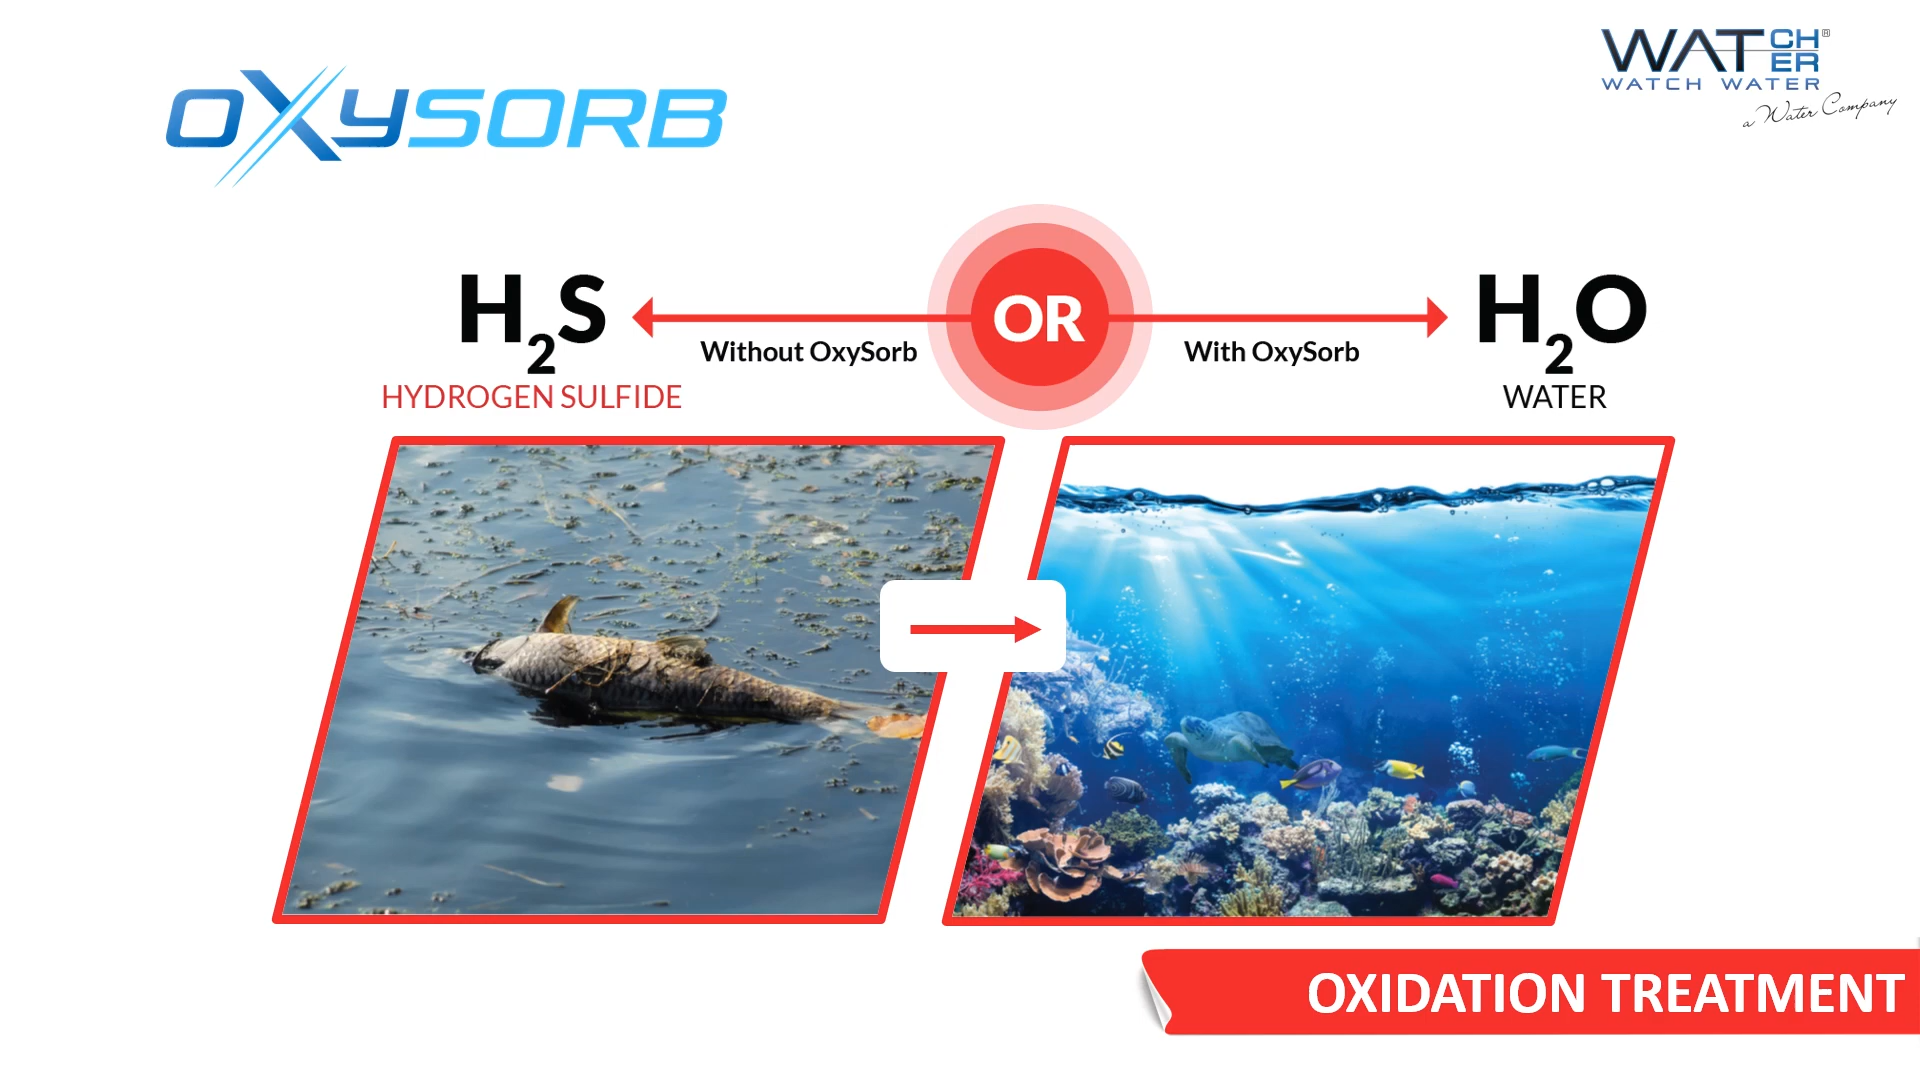 OXYSORB
WATCHER®
WATCH WATER
a Water Company
H₂S
HYDROGEN SULFIDE
Without OxySorb
OR
With OxySorb
H₂O
WATER
OXIDATION TREATMENT